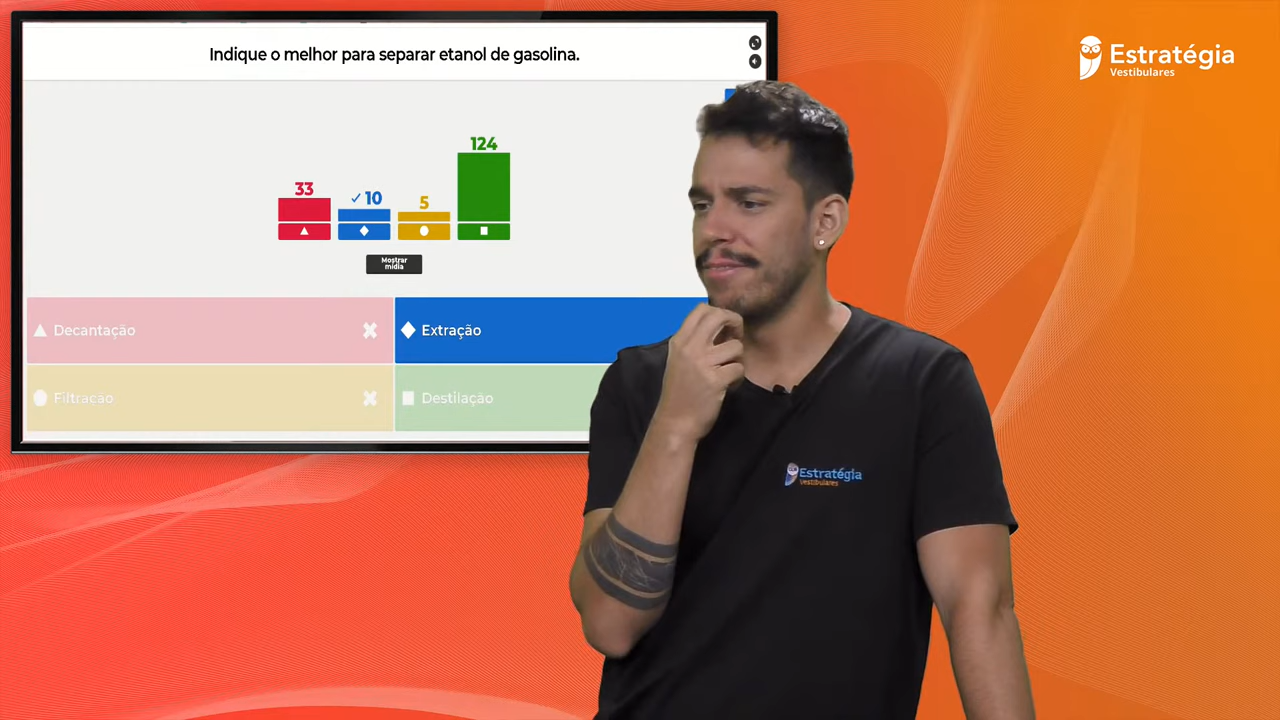 Indique o melhor para separar etanol de gasolina.
Estratégia
Vestibulares
33
✓ 10
5
124
Mostrar
mídia
Decantação
Extração
Filtração
Destilação
Estratégia
Vestibulares